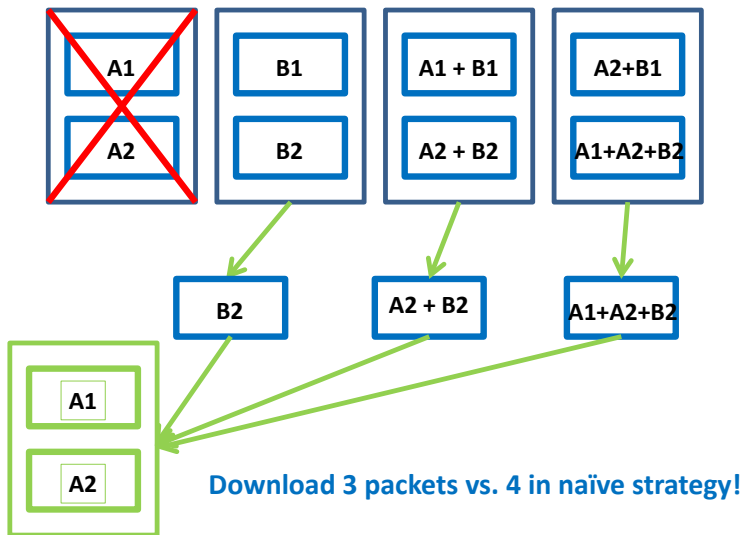 A1
B1
A1 + B1
A2+B1
A2
B2
A2 + B2
A1+A2+B2
B2
A2 + B2
A1+A2+B2
A1
A2
Download 3 packets vs. 4 in naïve strategy!